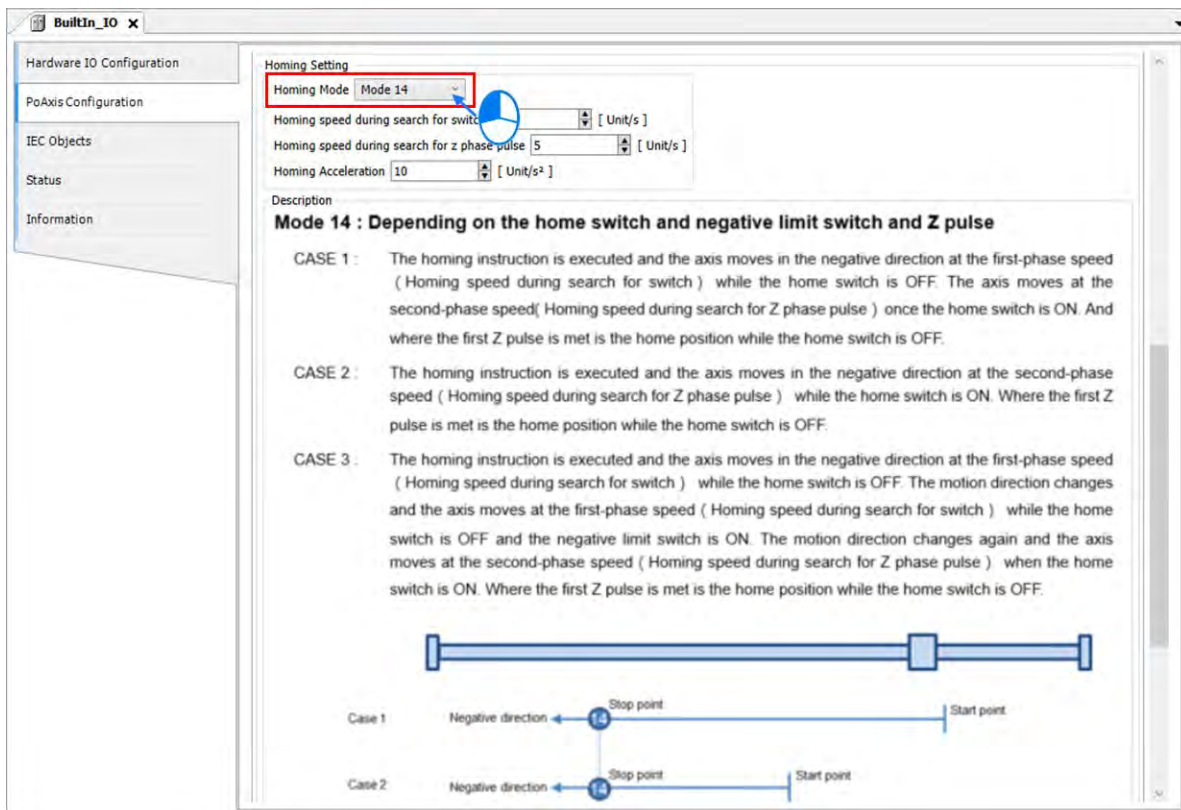 BuiltIn_IO
Hardware IO Configuration
PoAxis Configuration
IEC Objects
Status
Information
Homing Setting
Homing Mode Mode 14
Homing speed during search for switc [ Unit/s ]
Homing speed during search for z phase pulse 5 [ Unit/s ]
Homing Acceleration 10 [ Unit/s² ]
Description
Mode 14 : Depending on the home switch and negative limit switch and Z pulse
CASE 1 : The homing instruction is executed and the axis moves in the negative direction at the first-phase speed
( Homing speed during search for switch ) while the home switch is OFF. The axis moves at the
second-phase speed( Homing speed during search for Z phase pulse ) once the home switch is ON. And
where the first Z pulse is met is the home position while the home switch is OFF.
CASE 2 : The homing instruction is executed and the axis moves in the negative direction at the second-phase
speed ( Homing speed during search for Z phase pulse ) while the home switch is ON. Where the first Z
pulse is met is the home position while the home switch is OFF.
CASE 3 : The homing instruction is executed and the axis moves in the negative direction at the first-phase speed
( Homing speed during search for switch ) while the home switch is OFF. The motion direction changes
and the axis moves at the first-phase speed ( Homing speed during search for switch ) while the home
switch is OFF and the negative limit switch is ON. The motion direction changes again and the axis
moves at the second-phase speed ( Homing speed during search for Z phase pulse ) when the home
switch is ON. Where the first Z pulse is met is the home position while the home switch is OFF.
Case 1 Negative direction 14 Stop point Start point
Case 2 Negative direction 14 Stop point Start point